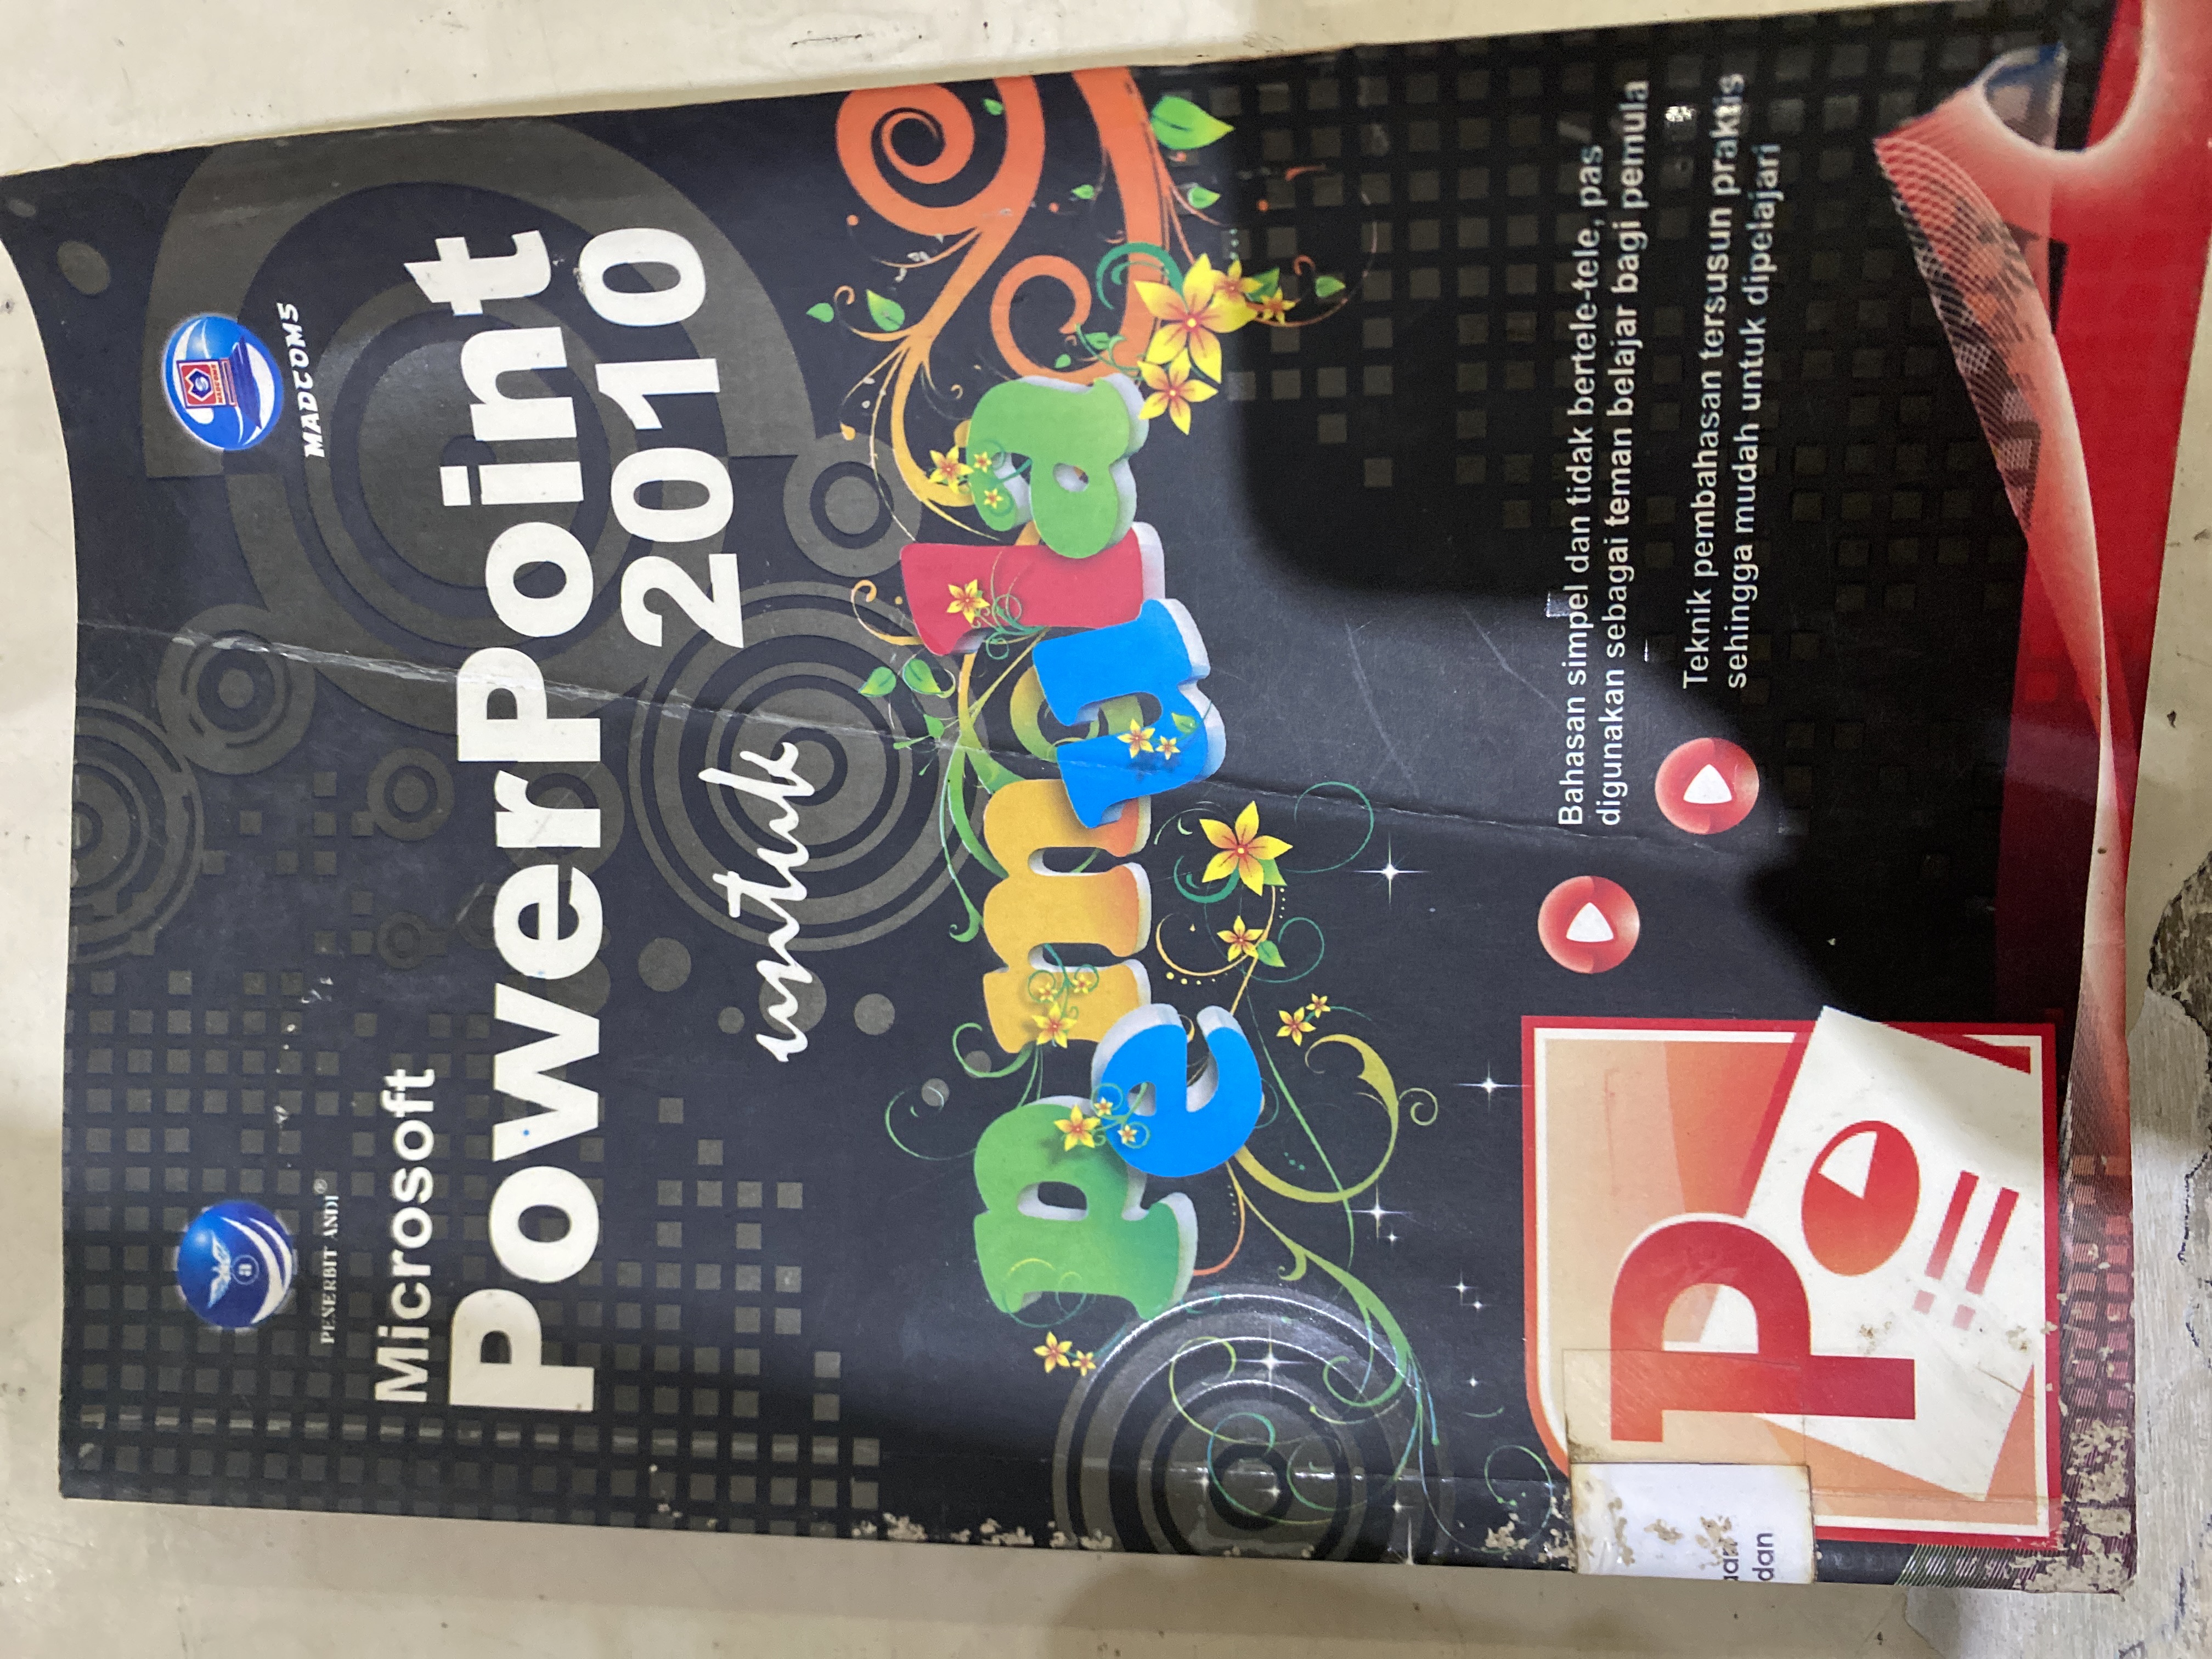 PENERBIT ANDI®
MADCOMS
Microsoft
PowerPoint
2010
untuk
pemula
Bahasan simpel dan tidak bertele-tele, pas
digunakan sebagai teman belajar bagi pemula
Teknik pembahasan tersusun praktis
sehingga mudah untuk dipelajari
P
dan